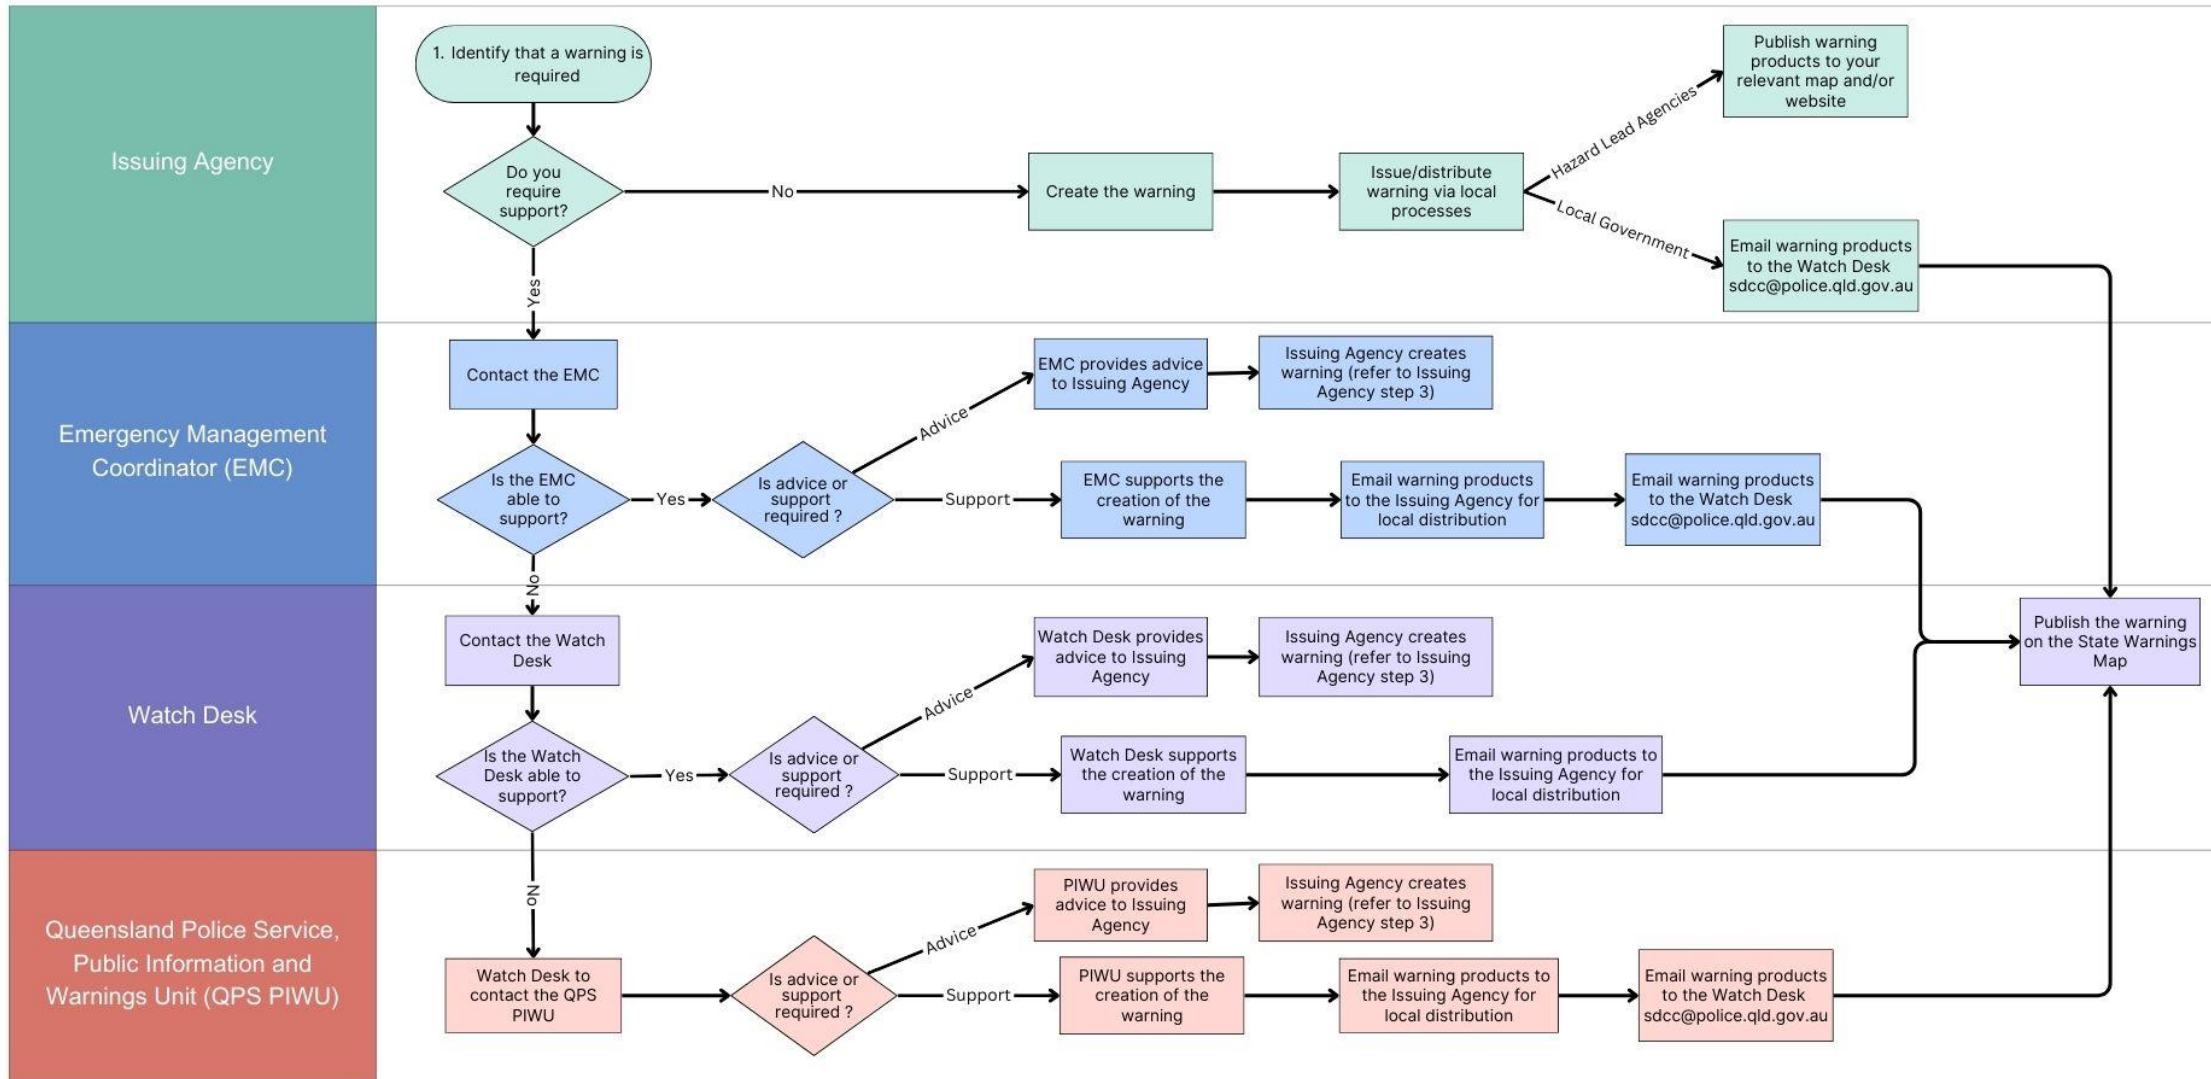 Issuing Agency
1. Identify that a warning is
required
Do you
require
support?
No
Create the warning
Issue/distribute
warning via local
processes
Hazard Lead Agencies
Publish warning
products to your
relevant map and/or
website
Local Government
Email warning products
to the Watch Desk
sdcc@police.qld.gov.au
Yes
Emergency Management
Coordinator (EMC)
Contact the EMC
Is the EMC
able to
support?
Yes
Is advice or
support
required ?
Advice
EMC provides advice
to Issuing Agency
Issuing Agency creates
warning (refer to Issuing
Agency step 3)
Support
EMC supports the
creation of the
warning
Email warning products
to the Issuing Agency for
local distribution
Email warning products
to the Watch Desk
sdcc@police.qld.gov.au
No
Watch Desk
Contact the Watch
Desk
Is the Watch
Desk able to
support?
Yes
Is advice or
support
required ?
Advice
Watch Desk provides
advice to Issuing
Agency
Issuing Agency creates
warning (refer to Issuing
Agency step 3)
Support
Watch Desk supports
the creation of the
warning
Email warning products to
the Issuing Agency for
local distribution
Publish the warning
on the State Warnings
Map
No
Queensland Police Service,
Public Information and
Warnings Unit (QPS PIWU)
Watch Desk to
contact the QPS
PIWU
Is advice or
support
required ?
Advice
PIWU provides
advice to Issuing
Agency
Issuing Agency creates
warning (refer to Issuing
Agency step 3)
Support
PIWU supports the
creation of the
warning
Email warning products to
the Issuing Agency for
local distribution
Email warning products
to the Watch Desk
sdcc@police.qld.gov.au